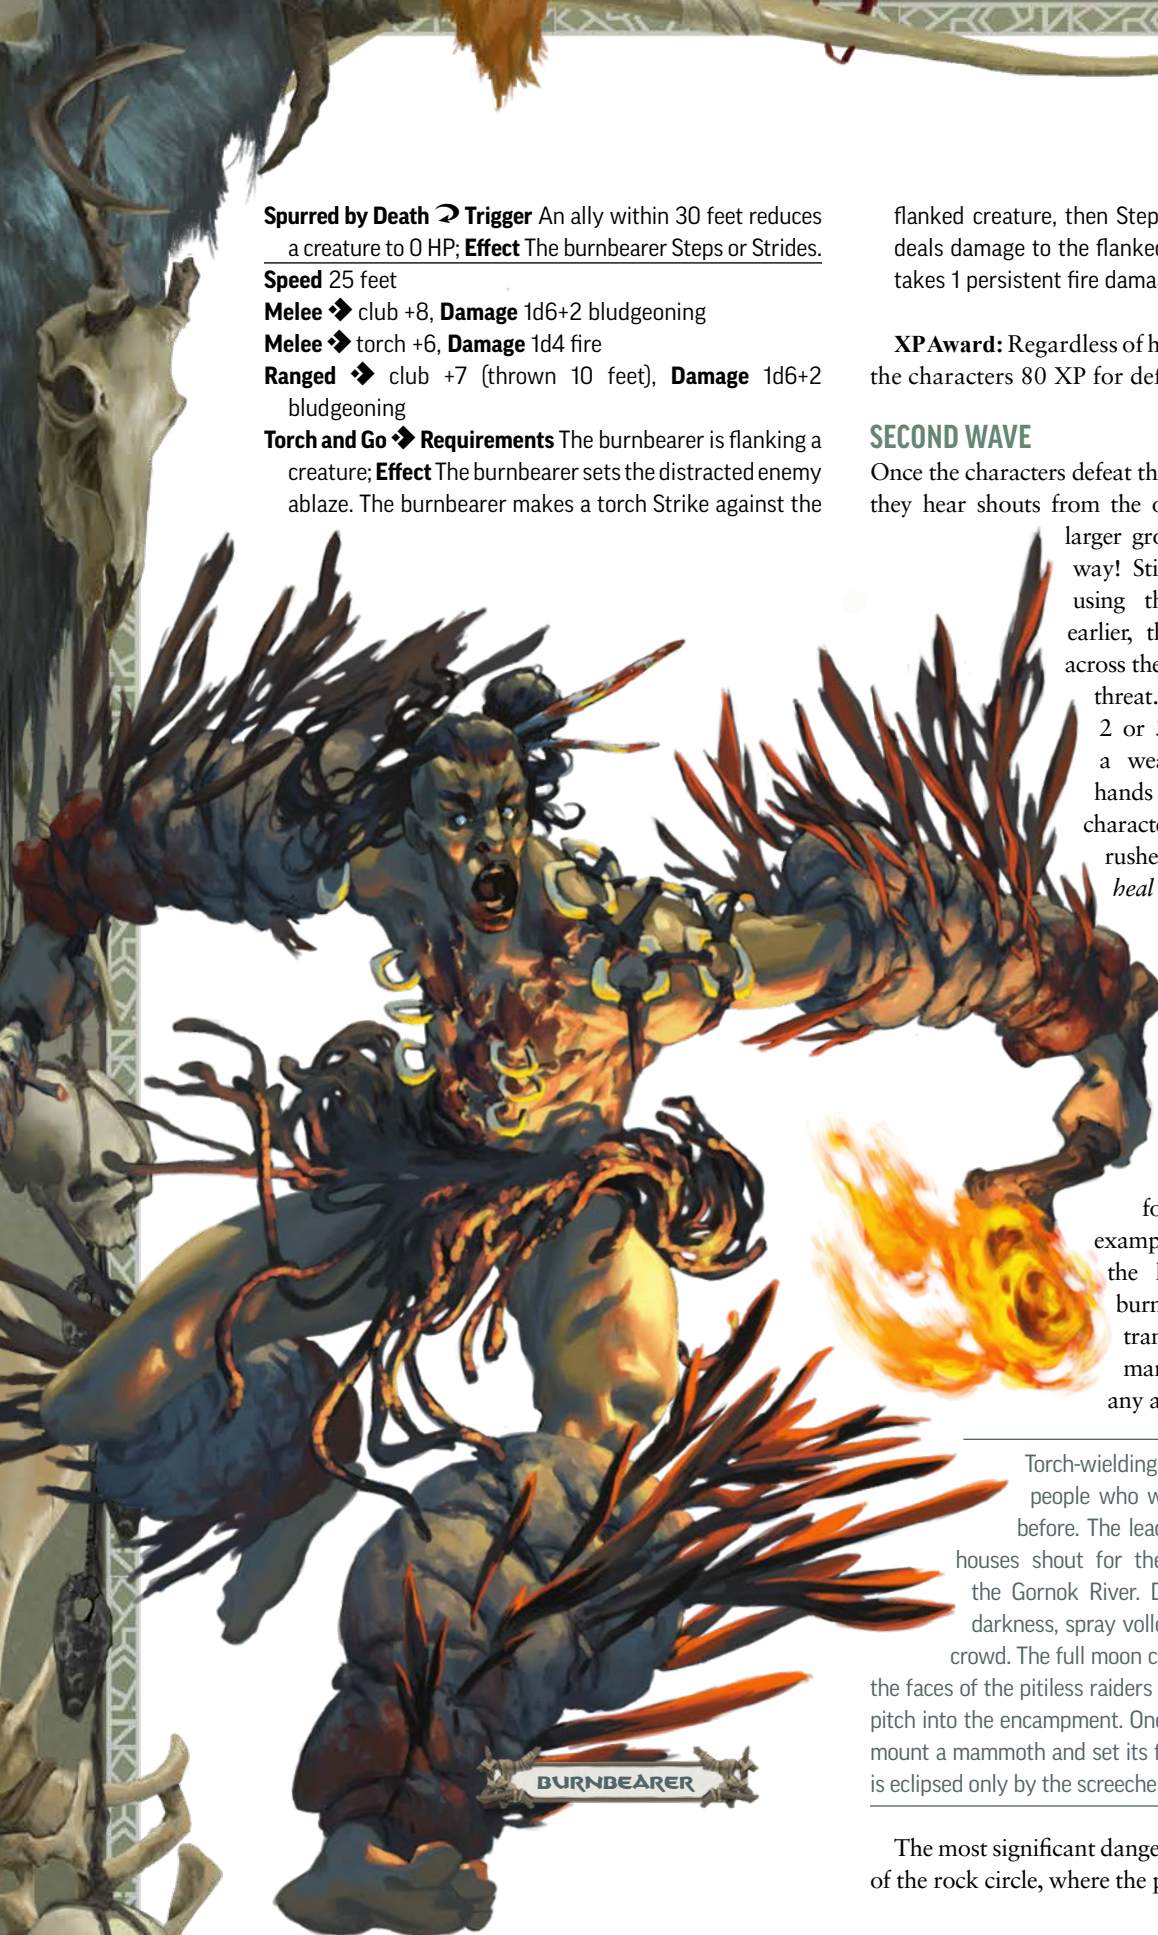 Spurred by Death Trigger An ally within 30 feet reduces
a creature to 0 HP; Effect The burnbearer Steps or Strides.
Speed 25 feet
Melee club +8, Damage 1d6+2 bludgeoning
Melee torch +6, Damage 1d4 fire
Ranged club +7 (thrown 10 feet), Damage 1d6+2
bludgeoning
Torch and Go Requirements The burnbearer is flanking a
creature; Effect The burnbearer sets the distracted enemy
ablaze. The burnbearer makes a torch Strike against the
BURNBEARER
flanked creature, then Step
deals damage to the flanke
takes 1 persistent fire dama
XP Award: Regardless of h
the characters 80 XP for def
SECOND WAVE
Once the characters defeat th
they hear shouts from the
larger gro
way! Sti
using th
earlier, th
across the
threat.
2 or
a wea
hands
characte
rushe
heal
fo
examp
the
burn
tran
man
any a
Torch-wielding
people who w
before. The lea
houses shout for the
the Gornok River. D
darkness, spray volle
crowd. The full moon c
the faces of the pitiless raiders
pitch into the encampment. One
mount a mammoth and set its f
is eclipsed only by the screeche
The most significant dange
of the rock circle, where the p